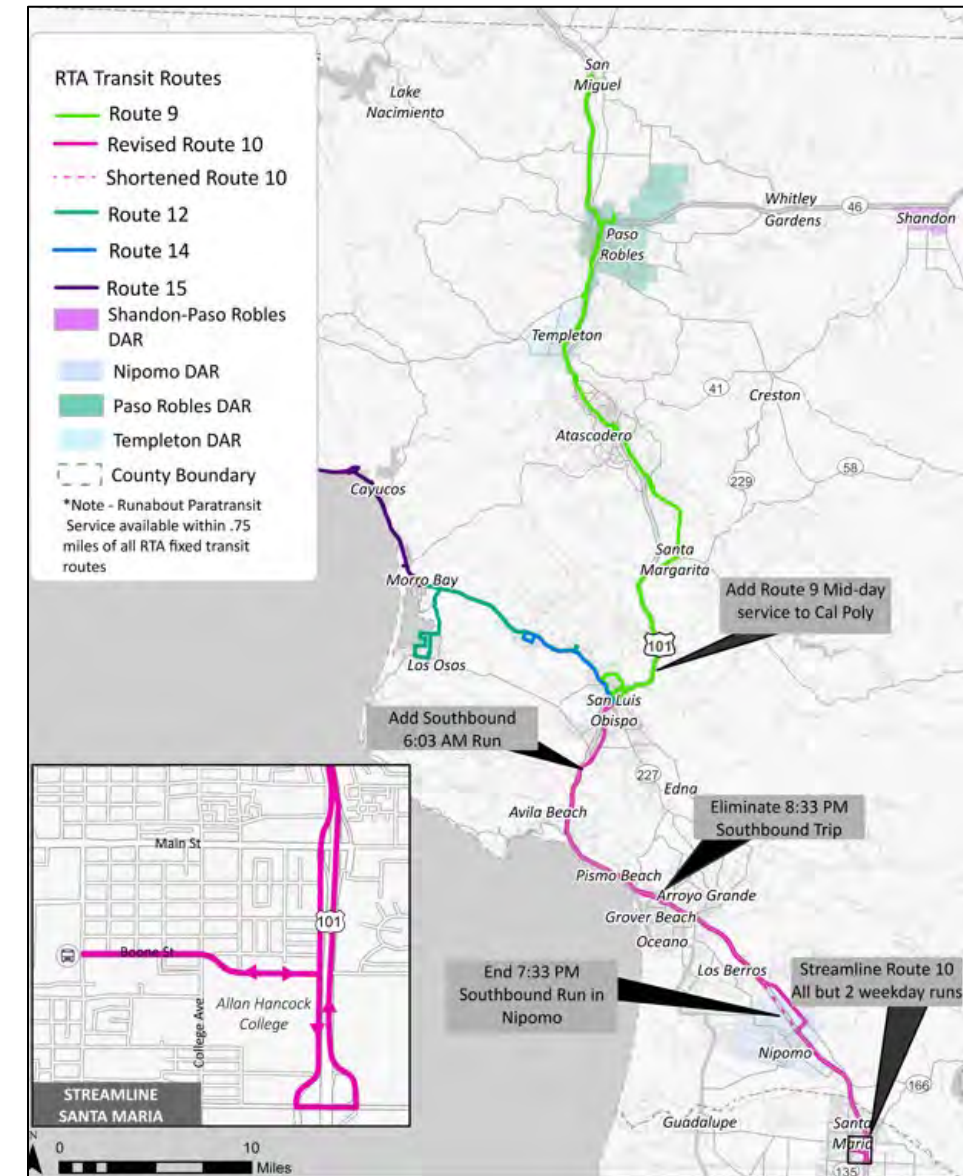 RTA Transit Routes
Route 9
Revised Route 10
Shortened Route 10
Route 12
Route 14
Route 15
Shandon-Paso Robles
DAR
Nipomo DAR
Paso Robles DAR
Templeton DAR
County Boundary
*Note - Runabout Paratransit
Service available within .75
miles of all RTA fixed transit
routes
San
Miguel
Lake
Nacimiento
Whitley
Gardens
46
Shandon
Paso
Robles
Templeton
41
Creston
Atascadero
58
229
Cayucos
Santa
Margarita
Morro Bay
Add Route 9 Mid-day
service to Cal Poly
101
Los Osos
San Luis
Obispo
Add Southbound
6:03 AM Run
227
Edna
Avila Beach
Eliminate 8:33 PM
Southbound Trip
Pismo Beach
Arroyo Grande
Grover Beach
Oceano
Los Berros
End 7:33 PM
Southbound Run in
Nipomo
Streamline Route 10
All but 2 weekday runs
Nipomo
166
Guadalupe
Santa
Maria
135
Main St
101
Boone St
College Ave
Allan Hancock
College
STREAMLINE
SANTA MARIA
N
0 10
Miles